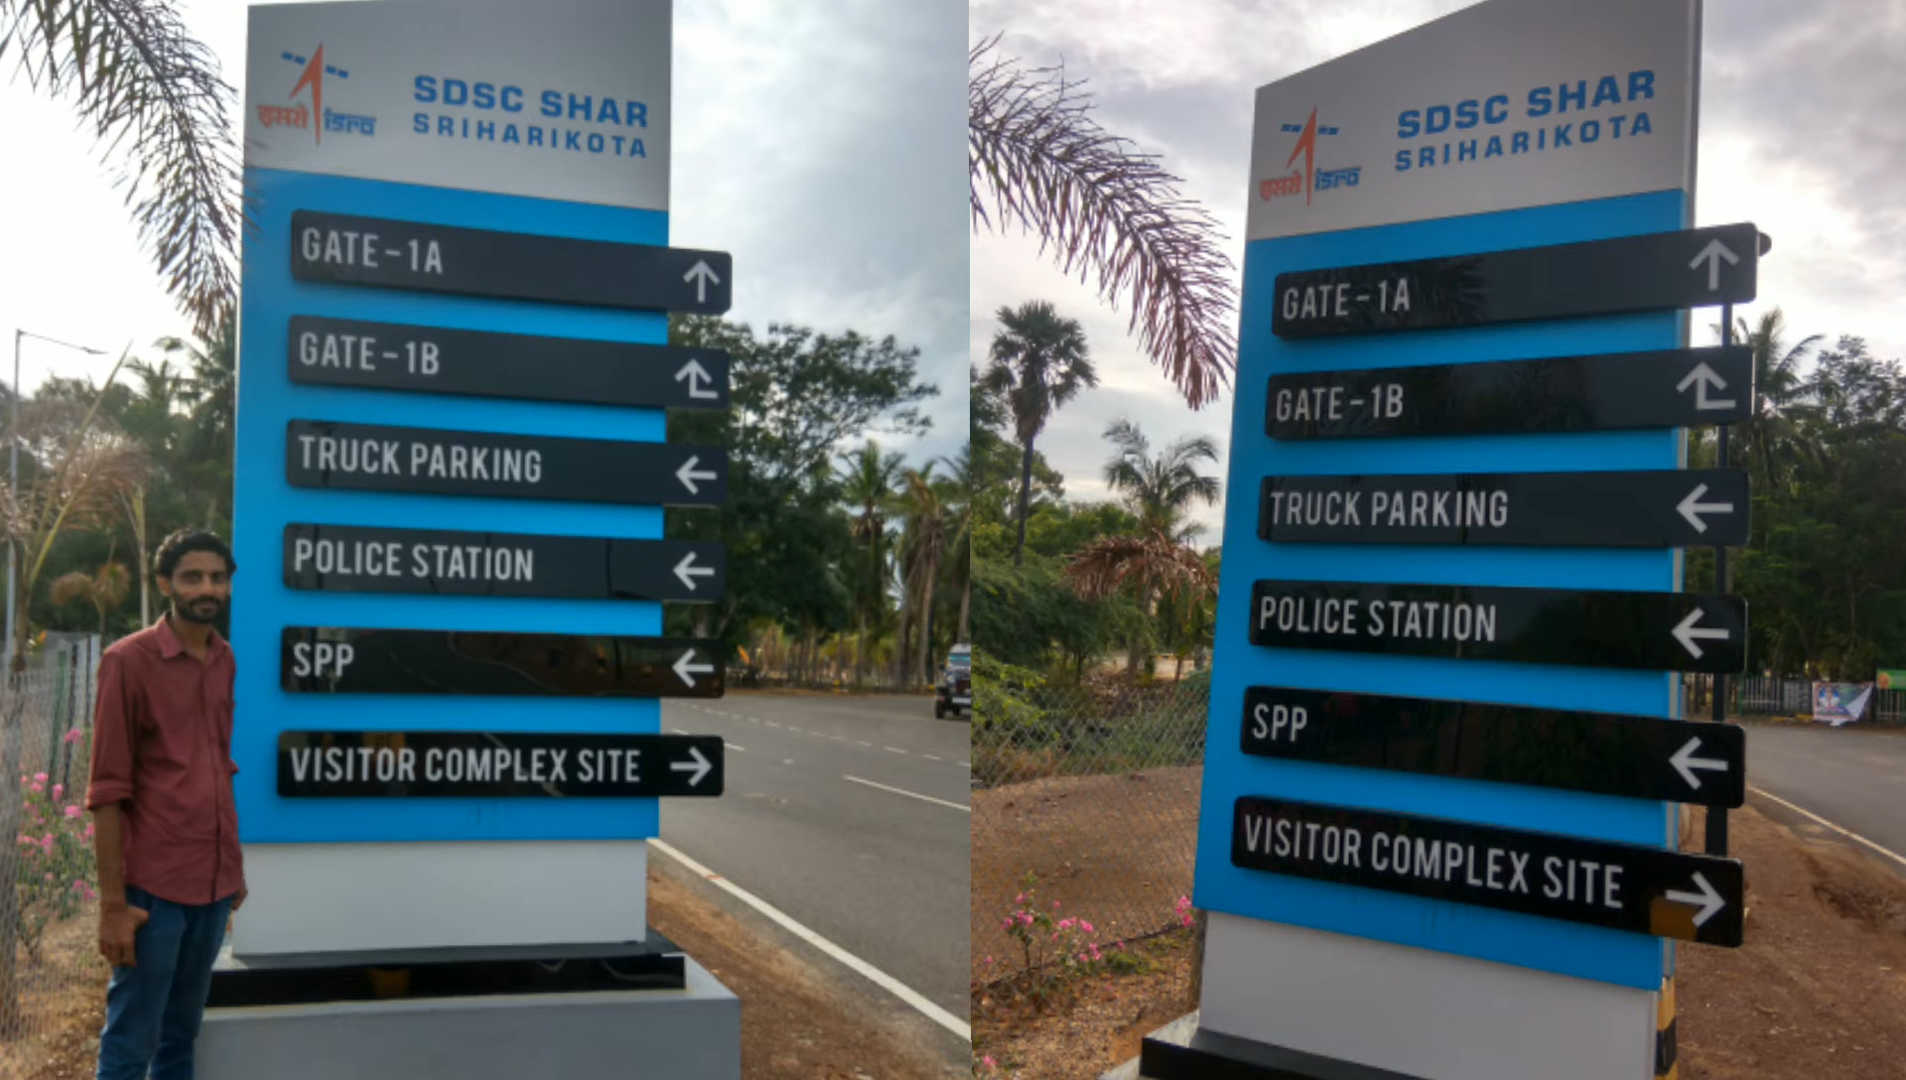 इसरो isro
SDSC SHAR
SRIHARIKOTA
GATE - 1A
GATE - 1B
TRUCK PARKING
POLICE STATION
SPP
VISITOR COMPLEX SITE
इसरो isro
SDSC SHAR
SRIHARIKOTA
GATE - 1A
GATE - 1B
TRUCK PARKING
POLICE STATION
SPP
VISITOR COMPLEX SITE